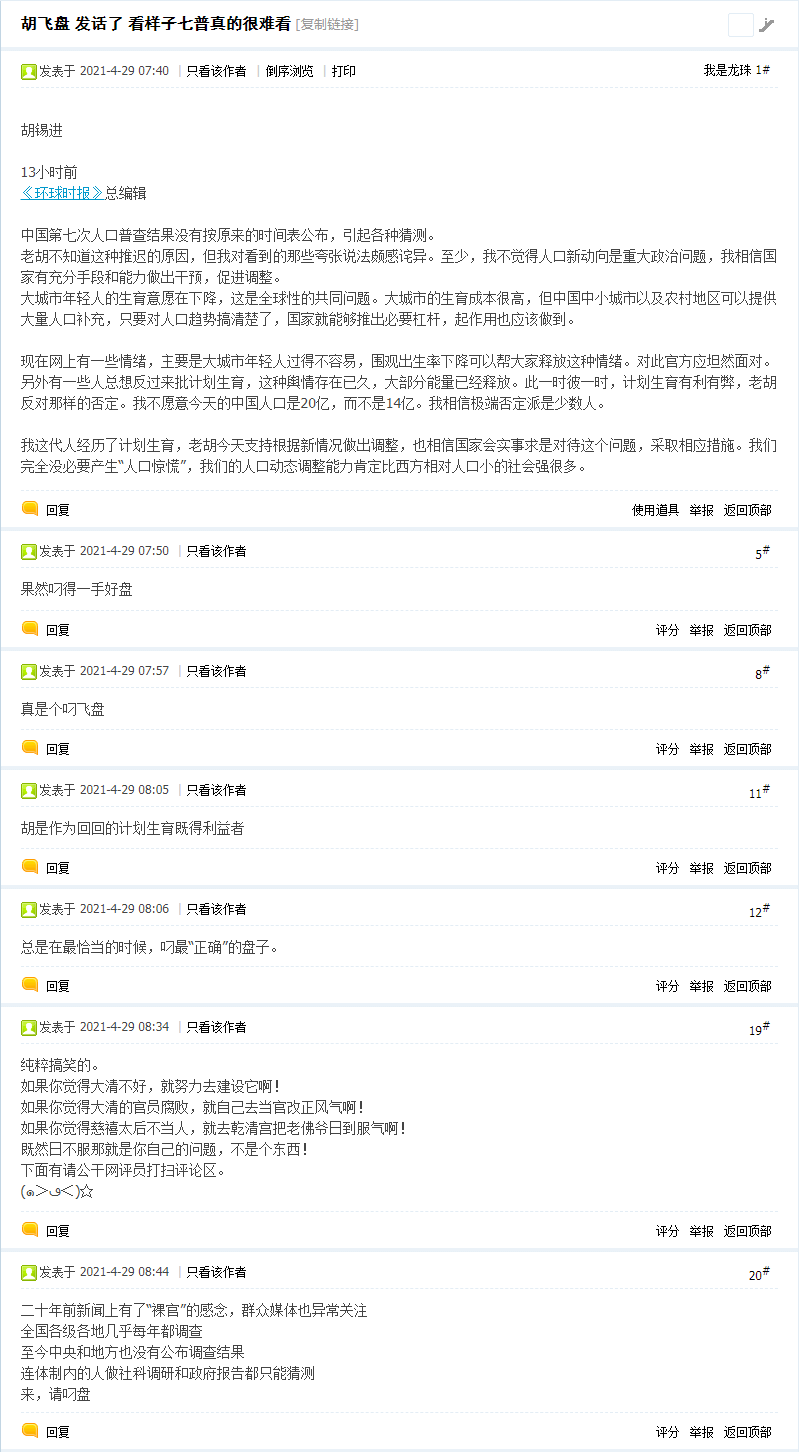 胡飞盘 发话了 看样子七普真的很难看 [复制链接]
发表于 2021-4-29 07:40 | 只看该作者 | 倒序浏览 | 打印 我是龙珠 1#
胡锡进
13小时前
《环球时报》总编辑
中国第七次人口普查结果没有按原来的时间表公布，引起各种猜测。
老胡不知道这种推迟的原因，但我对看到的那些夸张说法颇感诧异。至少，我不觉得人口新动向是重大政治问题，我相信国
家有充分手段和能力做出干预，促进调整。
大城市年轻人的生育意愿在下降，这是全球性的共同问题。大城市的生育成本很高，但中国中小城市以及农村地区可以提供
大量人口补充，只要对人口趋势搞清楚了，国家就能够推出必要杠杆，起作用也应该做到。
现在网上有一些情绪，主要是大城市年轻人过得不容易，围观出生率下降可以帮大家释放这种情绪。对此官方应坦然面对。
另外有一些人总想反过来批计划生育，这种舆情存在已久，大部分能量已经释放。此一时彼一时，计划生育有利有弊，老胡
反对那样的否定。我不愿意今天的中国人口是20亿，而不是14亿。我相信极端否定派是少数人。
我这代人经历了计划生育，老胡今天支持根据新情况做出调整，也相信国家会实事求是对待这个问题，采取相应措施。我们
完全没必要产生“人口惊慌”，我们的人口动态调整能力肯定比西方相对人口小的社会强很多。
回复 使用道具 举报 返回顶部
发表于 2021-4-29 07:50 | 只看该作者 5#
果然叼得一手好盘
回复 评分 举报 返回顶部
发表于 2021-4-29 07:57 | 只看该作者 8#
真是个叼飞盘
回复 评分 举报 返回顶部
发表于 2021-4-29 08:05 | 只看该作者 11#
胡是作为回回的计划生育既得利益者
回复 评分 举报 返回顶部
发表于 2021-4-29 08:06 | 只看该作者 12#
总是在最恰当的时候，叼最“正确”的盘子。
回复 评分 举报 返回顶部
发表于 2021-4-29 08:34 | 只看该作者 19#
纯粹搞笑的。
如果你觉得大清不好，就努力去建设它啊！
如果你觉得大清的官员腐败，就自己去当官改正风气啊！
如果你觉得慈禧太后不当人，就去乾清宫把老佛爷日到服气啊！
既然日不服那就是你自己的问题，不是个东西！
下面有请公干网评员打扫评论区。
(๑＞؂＜)☆
回复 评分 举报 返回顶部
发表于 2021-4-29 08:44 | 只看该作者 20#
二十年前新闻上有了“裸官”的感念，群众媒体也异常关注
全国各级各地几乎每年都调查
至今中央和地方也没有公布调查结果
连体制内的人做社科调研和政府报告都只能猜测
来，请叼盘
回复 评分 举报 返回顶部